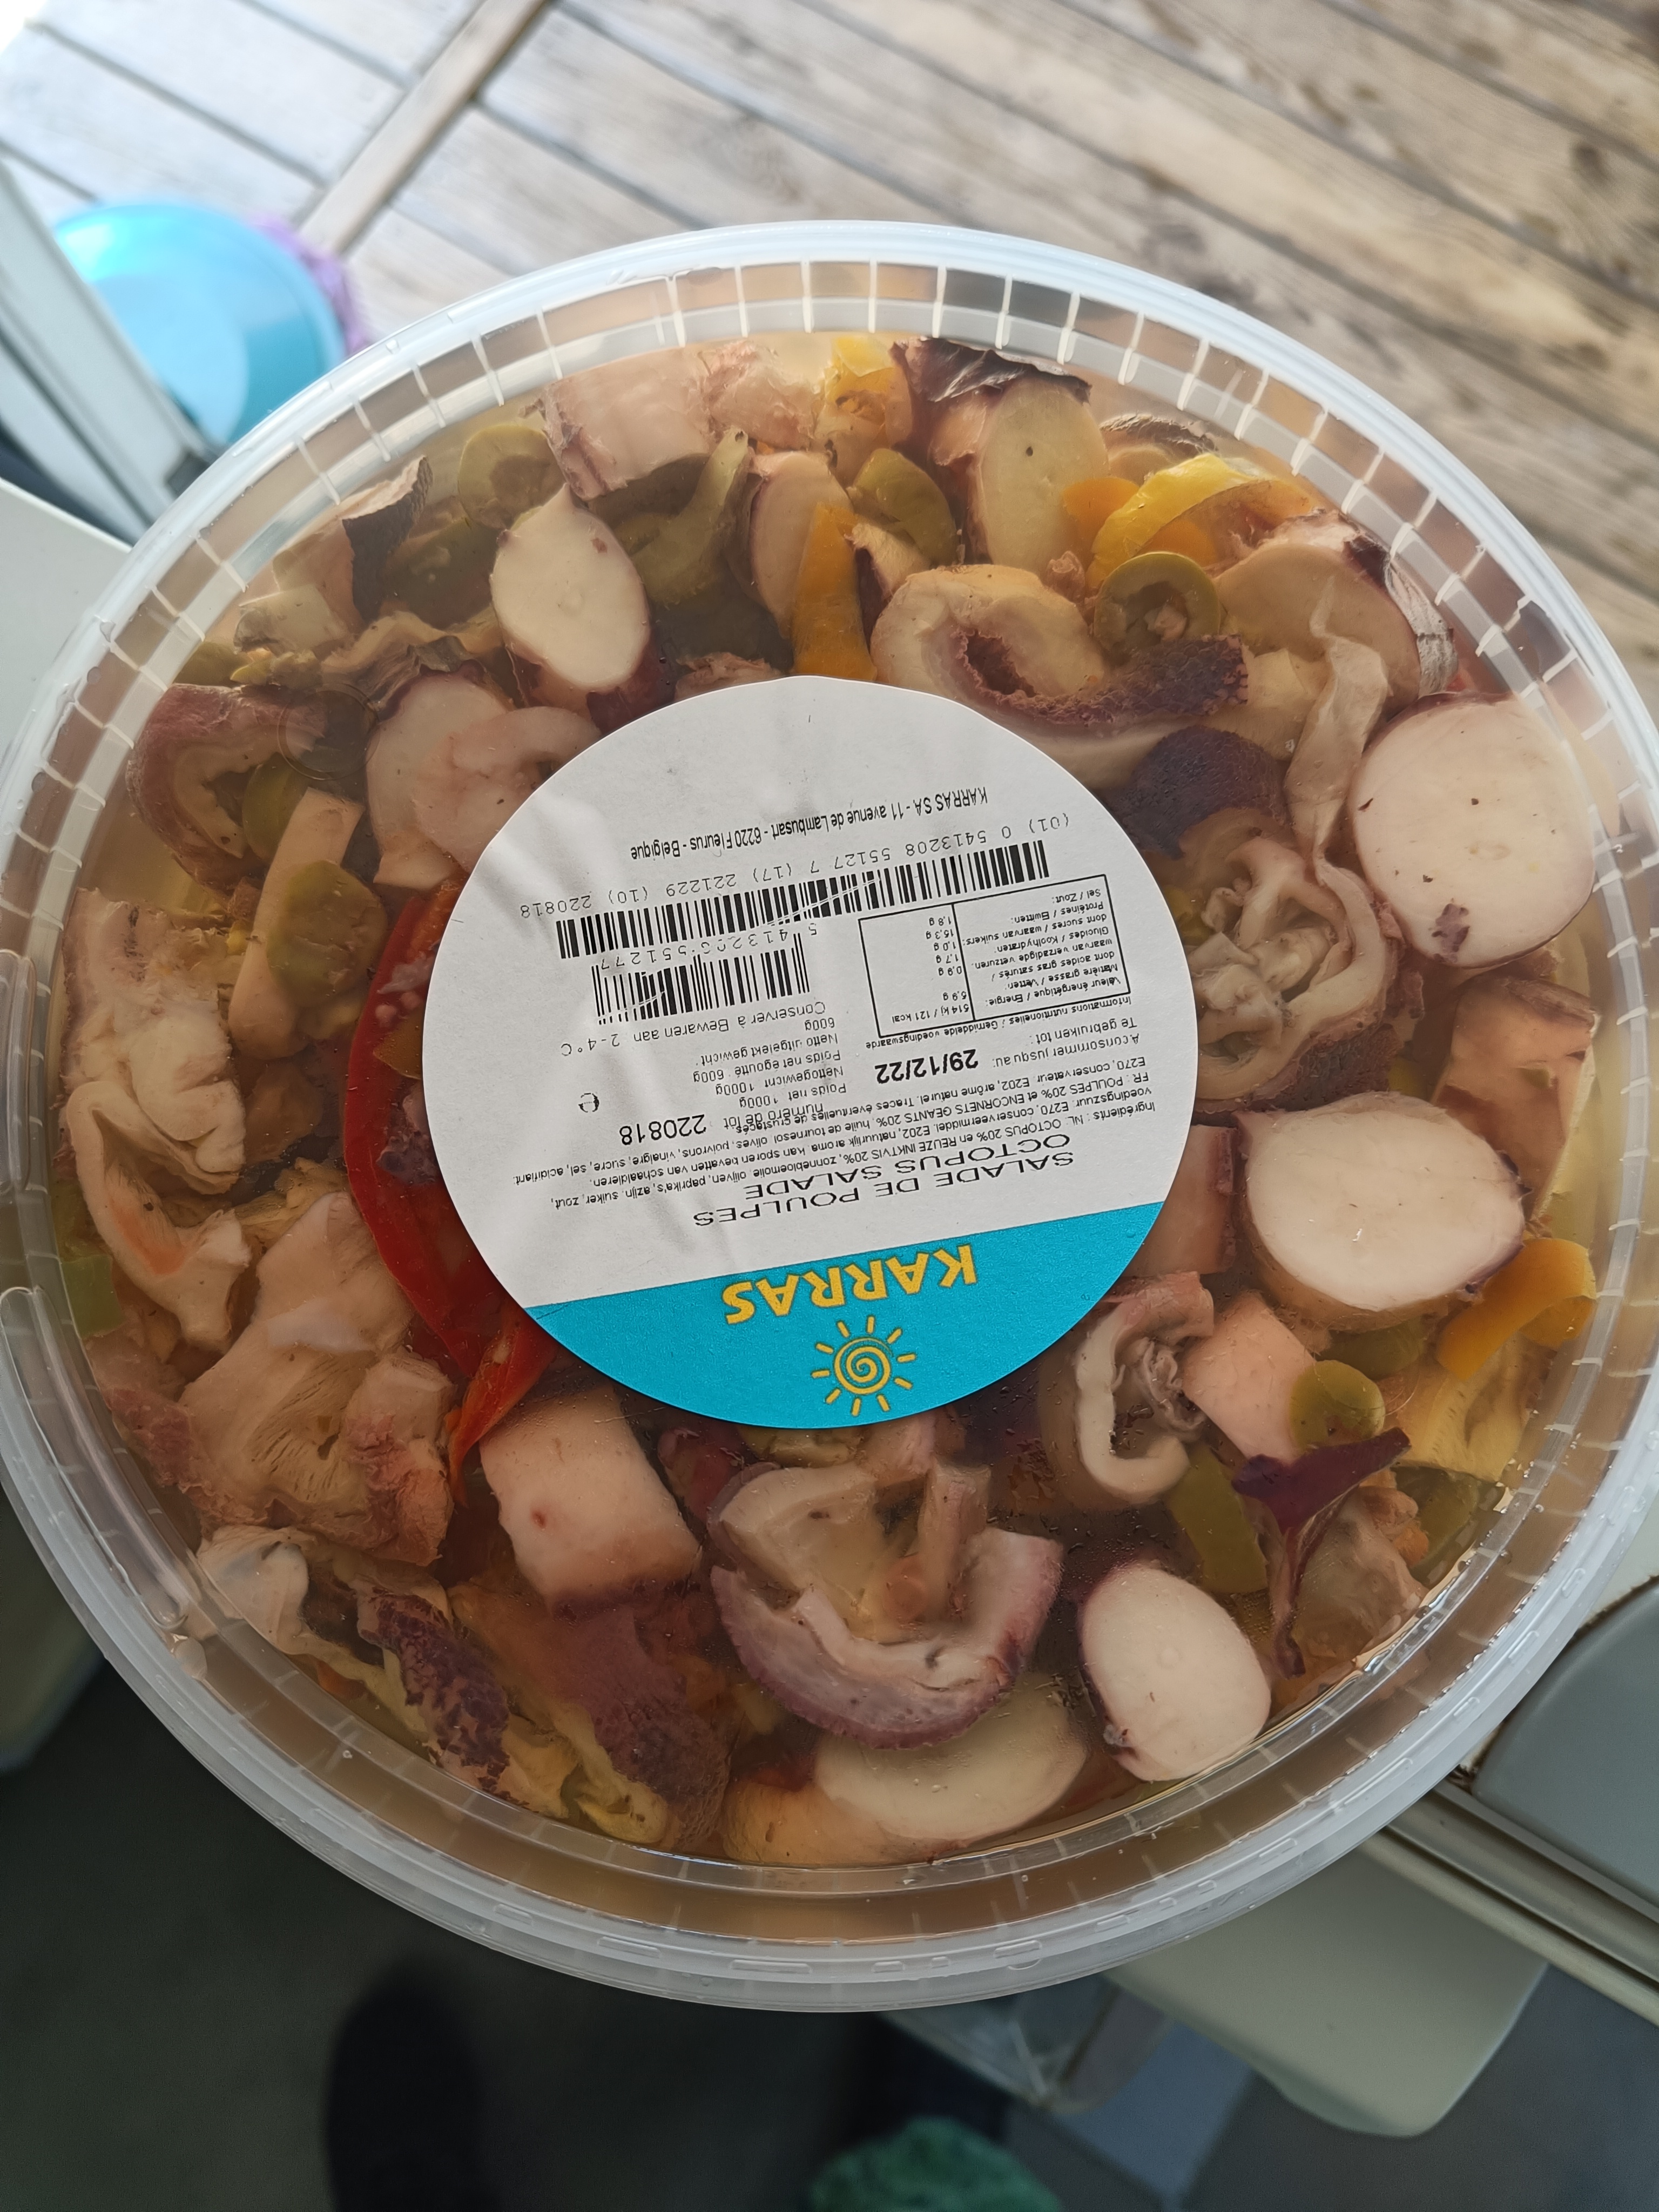 KARRAS
SALADE DE POULPES
OCTOPUS SALADE
Ingrédients : NL : OCTOPUS 20% en REUZE INKTVIS 20%, zonnebloemolie, olijven, paprika's, azijn, suiker, zout,
voedingszuur: E270, conserveermiddel: E202, natuurlijk aroma kan sporen bevatten van schaaldieren.
FR : POULPES 20% et ENCORNETS GEANTS 20%, huile de tournesol, olives, poivrons, vinaigre, sucre, sel, acidifiant:
E270, conservateur E202, arôme naturel. Traces éventuelles de crustacés
A consommer jusqu'au:
Te gebruiken tot :
29/12/22
numéro de lot
220818
Poids net 1000g
Nettogewicht 1000g
Poids net égoutté 600g
Netto uitgelekt gewicht:
600g
e
Conserver à Bewaren aan 2-4°C
Informations nutritionelles / Gemiddelde voedingswaarde
Valeur énergétique / Energie: 514 kj / 121 kcal
Matière grasse / Vetten: 5,9 g
dont acides gras saturés /
waarvan verzadigde vetzuren. 0,9 g
Glucides / Koolhydraten: 1,7 g
dont sucres / waarvan suikers: 1,0 g
Protéines / Eiwitten: 15,3 g
Sel / Zout: 1,8 g
5 413208 551277
(01) 0 5413208 55127 7 (17) 221229 (10) 220818
KARRAS SA - 11 avenue de Lambusart - 6220 Fleurus - Belgique